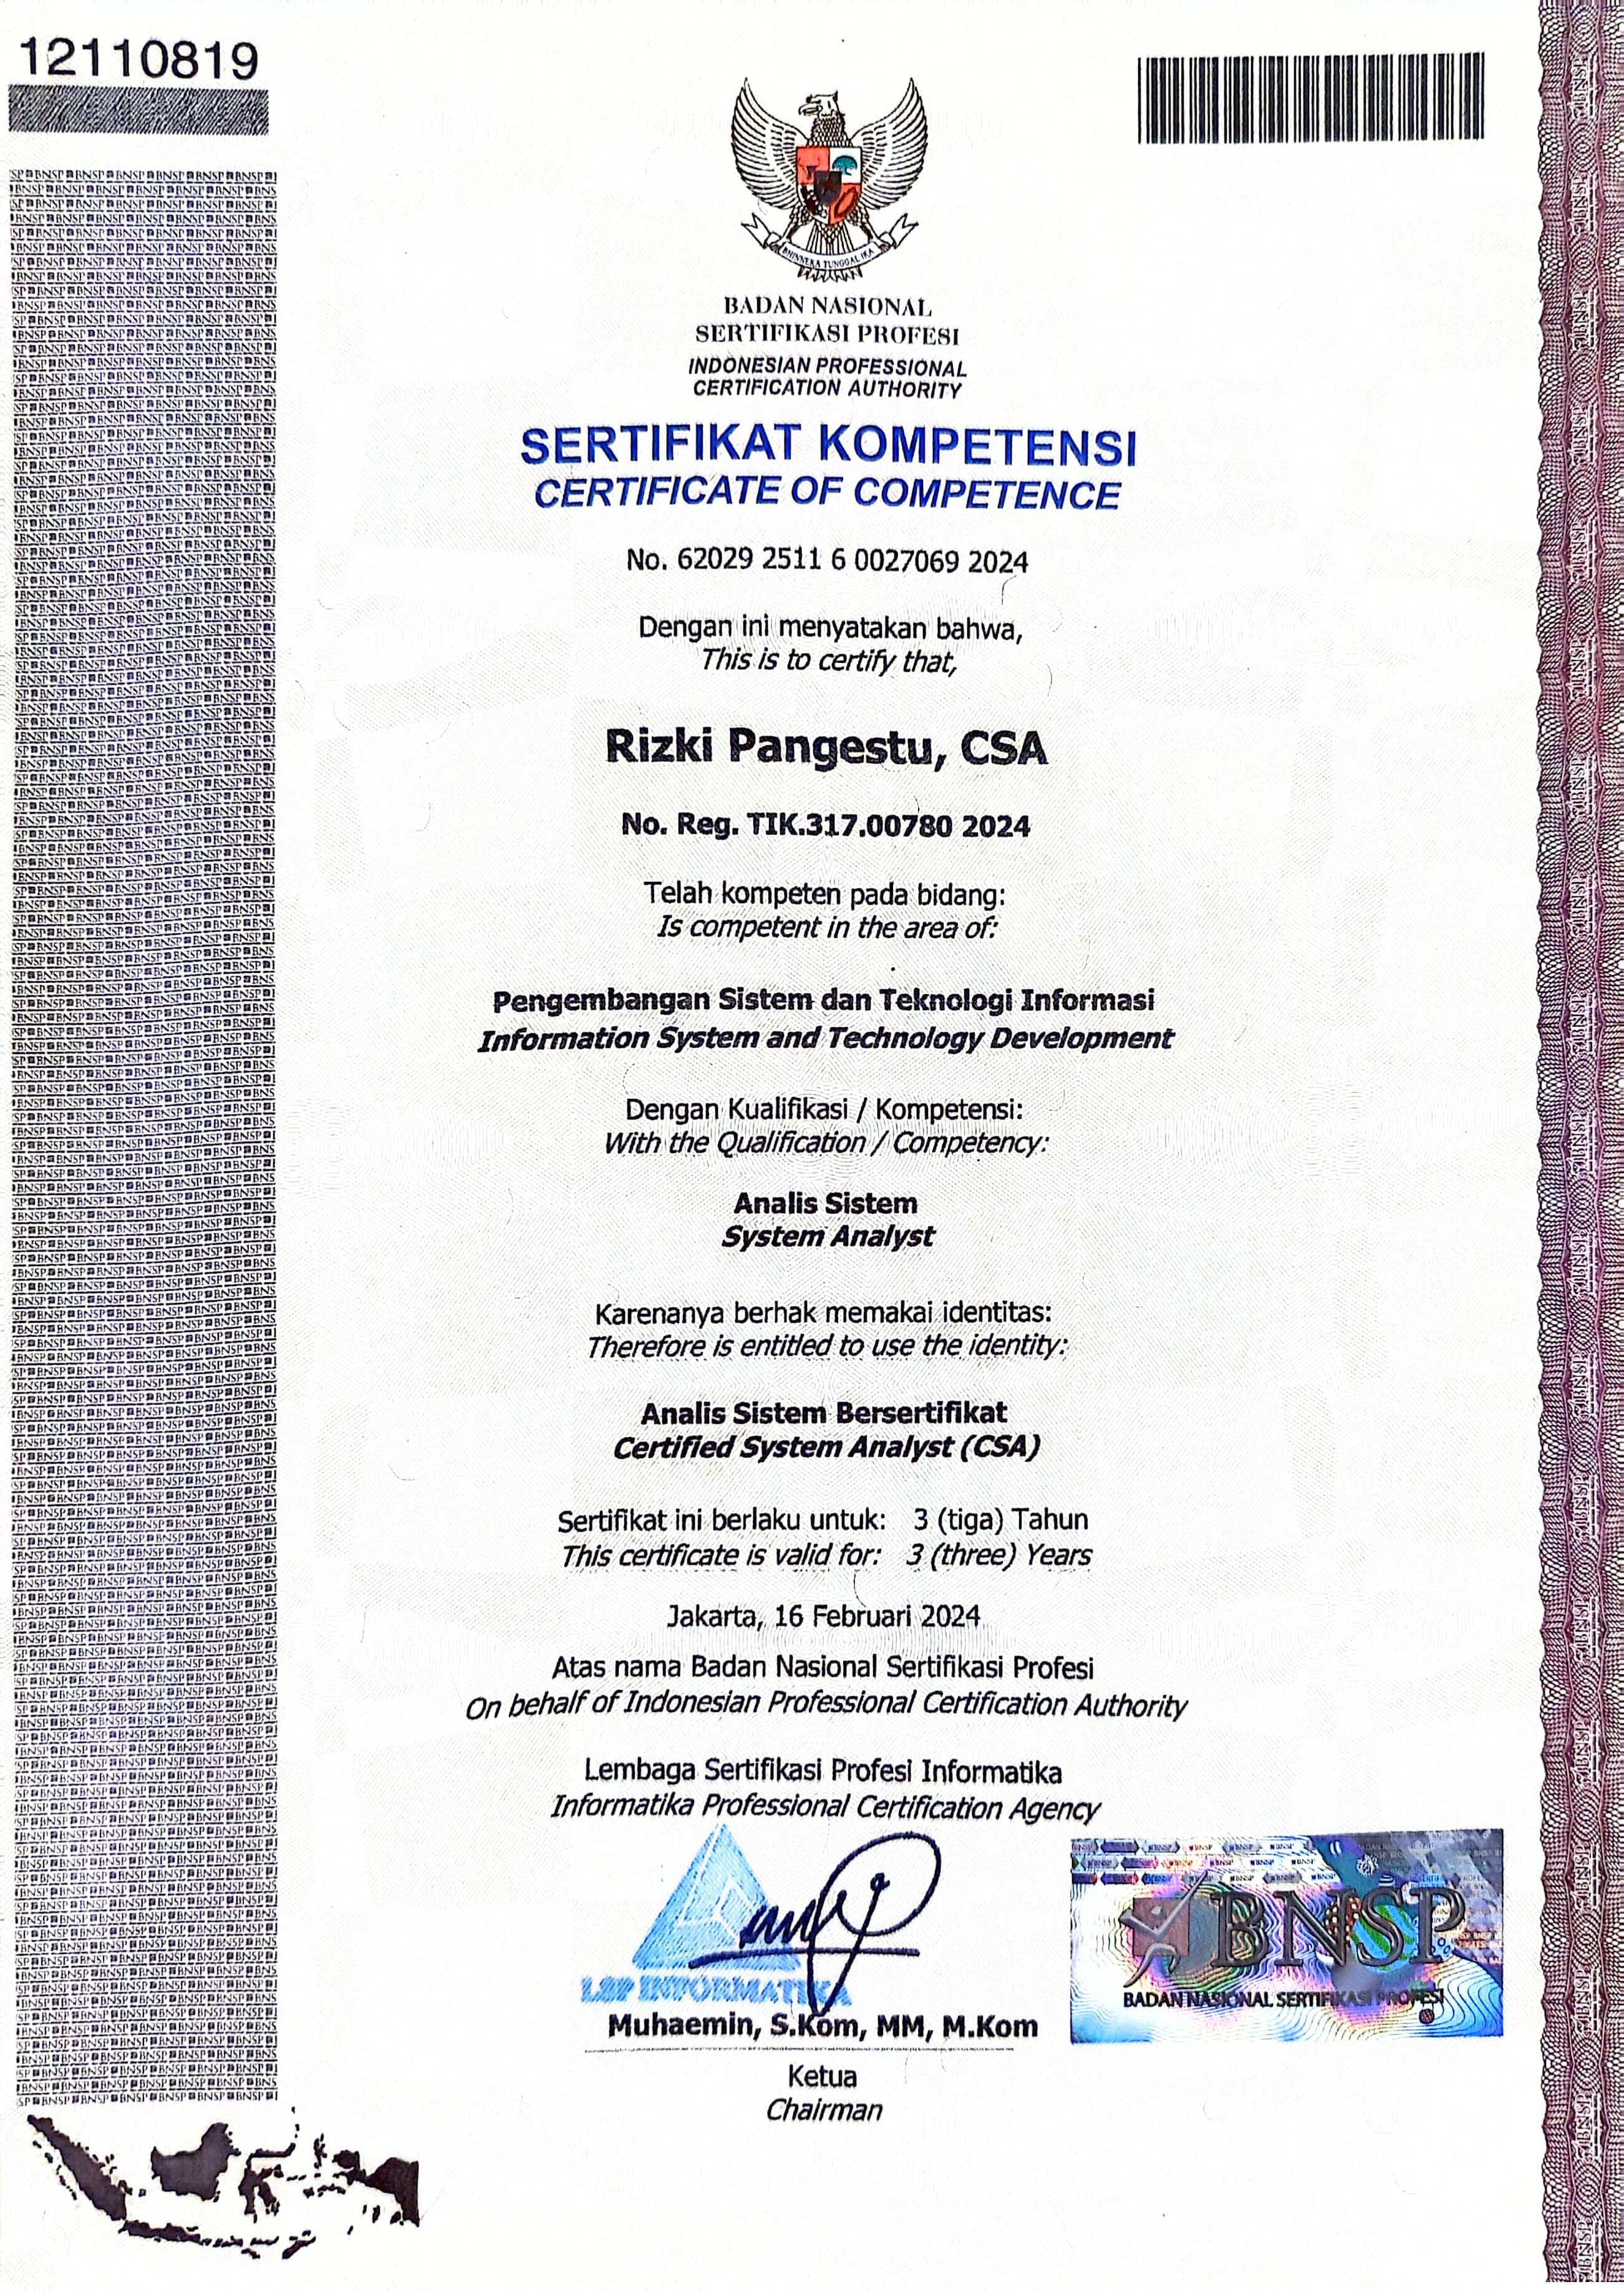 12110819
BHINNEKA TUNGGAL IKA
BADAN NASIONAL
SERTIFIKASI PROFESI
INDONESIAN PROFESSIONAL
CERTIFICATION AUTHORITY
SERTIFIKAT KOMPETENSI
CERTIFICATE OF COMPETENCE
No. 62029 2511 6 0027069 2024
Dengan ini menyatakan bahwa,
This is to certify that,
Rizki Pangestu, CSA
No. Reg. TIK.317.00780 2024
Telah kompeten pada bidang:
Is competent in the area of:
Pengembangan Sistem dan Teknologi Informasi
Information System and Technology Development
Dengan Kualifikasi / Kompetensi:
With the Qualification / Competency:
Analis Sistem
System Analyst
Karenanya berhak memakai identitas:
Therefore is entitled to use the identity:
Analis Sistem Bersertifikat
Certified System Analyst (CSA)
Sertifikat ini berlaku untuk: 3 (tiga) Tahun
This certificate is valid for: 3 (three) Years
Jakarta, 16 Februari 2024
Atas nama Badan Nasional Sertifikasi Profesi
On behalf of Indonesian Professional Certification Authority
Lembaga Sertifikasi Profesi Informatika
Informatika Professional Certification Agency
LSP INFORMATIKA
Muhaemin, S.Kom, MM, M.Kom
Ketua
Chairman
BNSP
BADAN NASIONAL SERTIFIKASI PROFESI